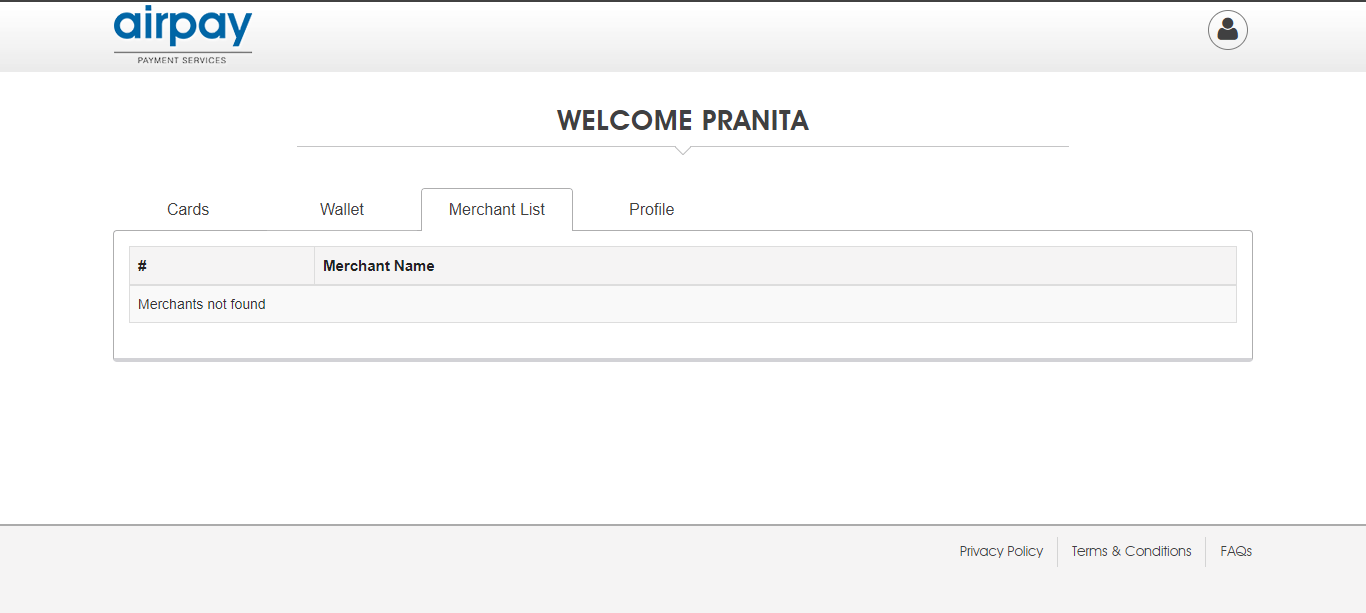 airpay
PAYMENT SERVICES
WELCOME PRANITA
Cards Wallet Merchant List Profile
# Merchant Name
Merchants not found
Privacy Policy Terms & Conditions FAQs